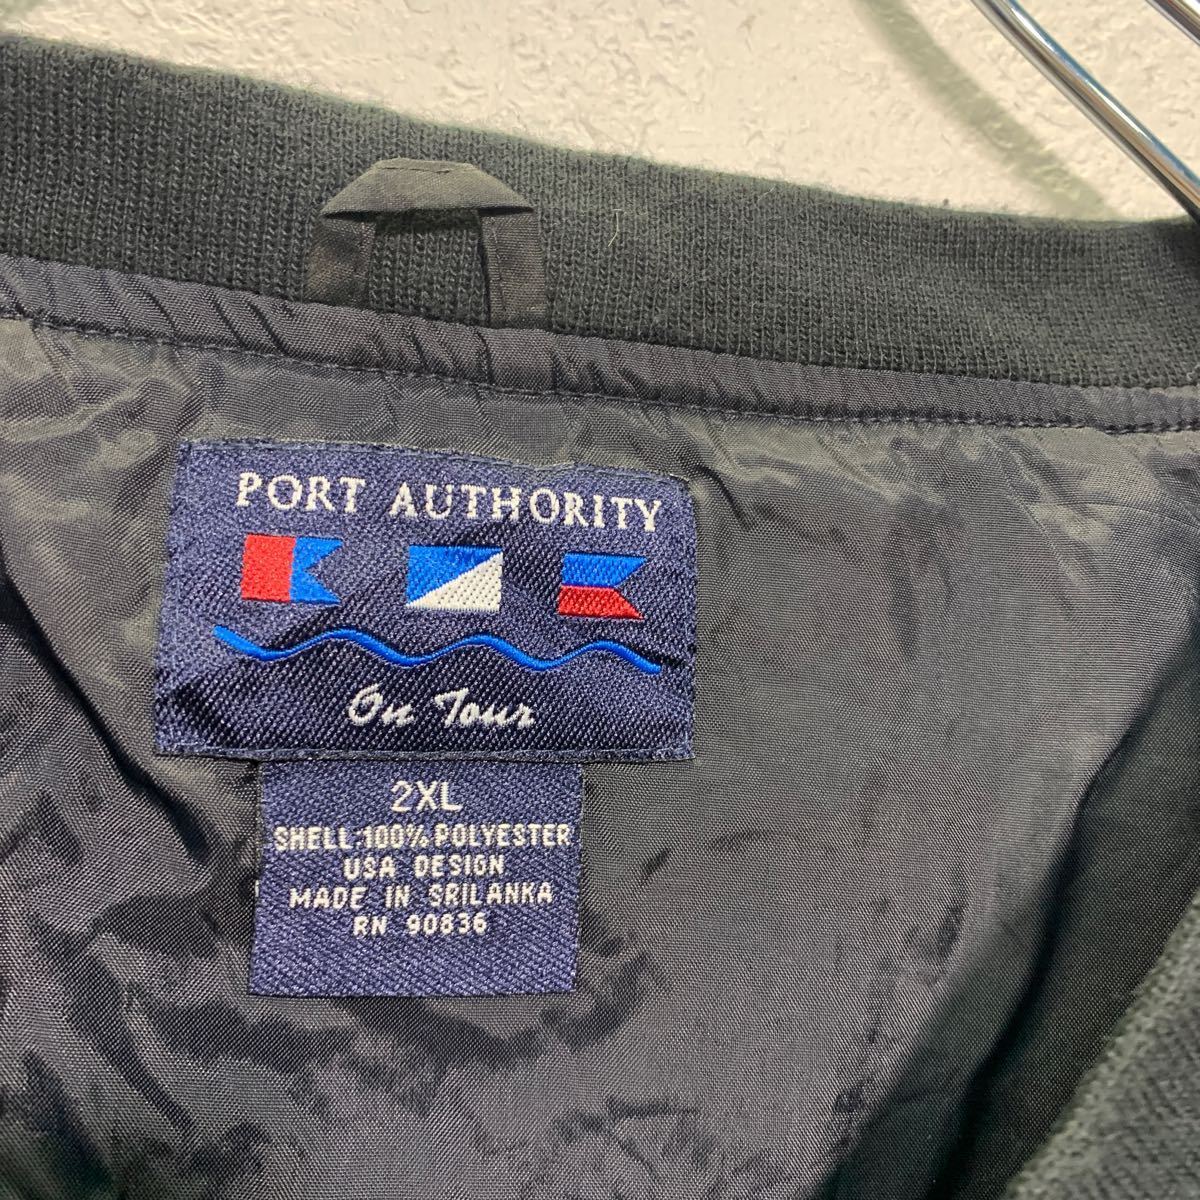 PORT AUTHORITY
On Tour
2XL
SHELL:100% POLYESTER
USA DESIGN
MADE IN SRILANKA
RN 90836